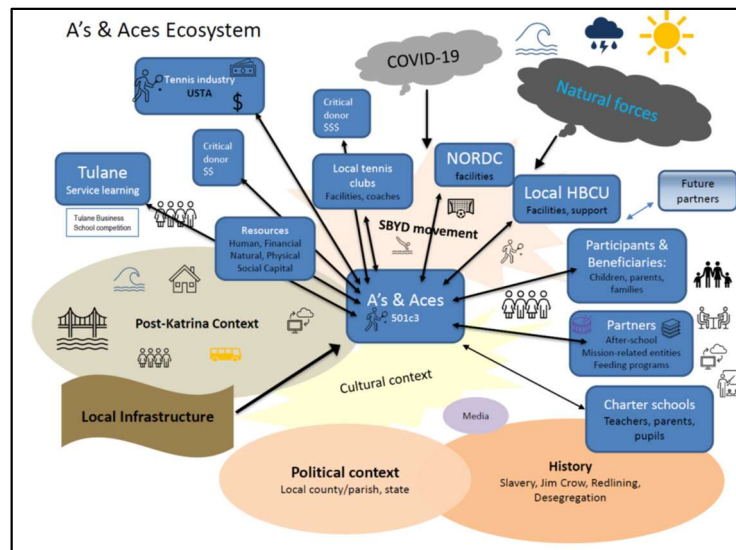 A's & Aces Ecosystem
Tennis industry
USTA
$
COVID-19
Natural forces
Critical
donor
$$$
Critical
donor
$$
Tulane
Service learning
Tulane Business
School competition
Local tennis
clubs
Facilities, coaches
NORDC
facilities
Local HBCU
Facilities, support
Future
partners
SBYD movement
Resources
Human, Financial
Natural, Physical
Social Capital
Participants &
Beneficiaries:
Children, parents,
families
A's & Aces
501c3
Post-Katrina Context
Partners
After-school
Mission-related entities
Feeding programs
Cultural context
Local Infrastructure
Charter schools
Teachers, parents,
pupils
Media
Political context
Local county/parish, state
History
Slavery, Jim Crow, Redlining,
Desegregation